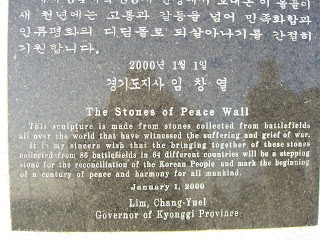 이 돌들이
새 천년에는 고통과 갈등을 넘어 민족화합과
인류평화의 디딤돌로 되살아나기를 간절히
기원합니다.
2000年 1月 1日
경기도지사 임 창 열
The Stones of Peace Wall
This sculpture is made from stones collected from battlefields
all over the world that have witnessed the suffering and grief of war.
It is my sincere wish that the bringing together of these stones
collected from 86 battlefields in 64 different countries will be a stepping
stone for the reconciliation of the Korean People and mark the beginning
of a century of peace and harmony for all mankind.
January 1, 2000
Lim, Chang-Yuel
Governor of Kyonggi Province